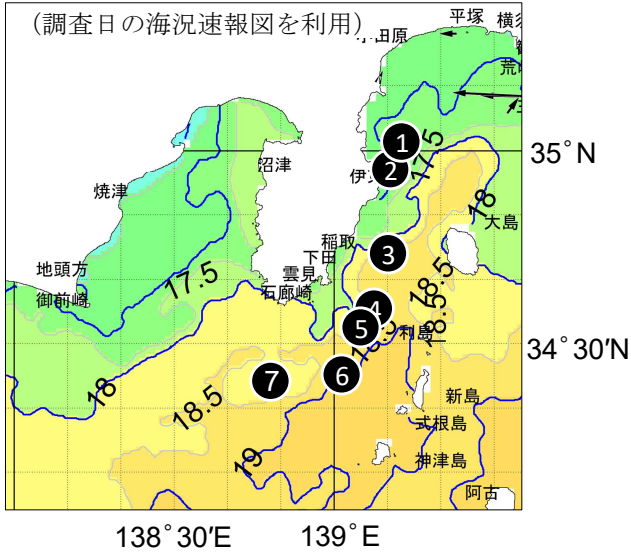 (調査日の海況速報図を利用)
平塚
小田原
1
17.5
35°N
2
沼津
焼津
18
大島
稲取
3
下田
地頭方
雲見
17.5
18.5
御前崎
石廊崎
4
18.5
5
利島
34°30′N
6
7
18
18.5
新島
式根島
19
神津島
阿古
138°30′E
139°E